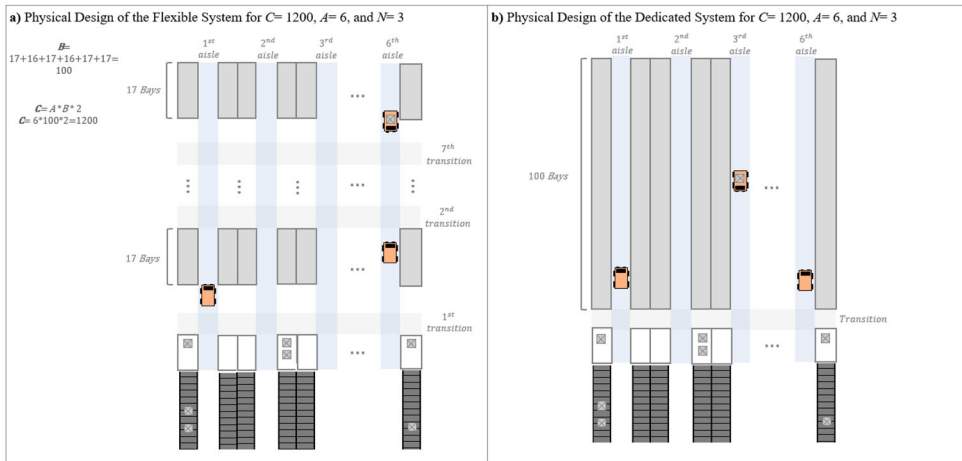 a) Physical Design of the Flexible System for C= 1200, A= 6, and N= 3
B=
17+16+17+16+17+17=
100
C= A*B*2
C= 6*100*2=1200
1st aisle
2nd aisle
3rd aisle
6th aisle
17 Bays
...
7th transition
...
2nd transition
17 Bays
...
1st transition
...
b) Physical Design of the Dedicated System for C= 1200, A= 6, and N= 3
1st aisle
2nd aisle
3rd aisle
6th aisle
100 Bays
...
Transition
...